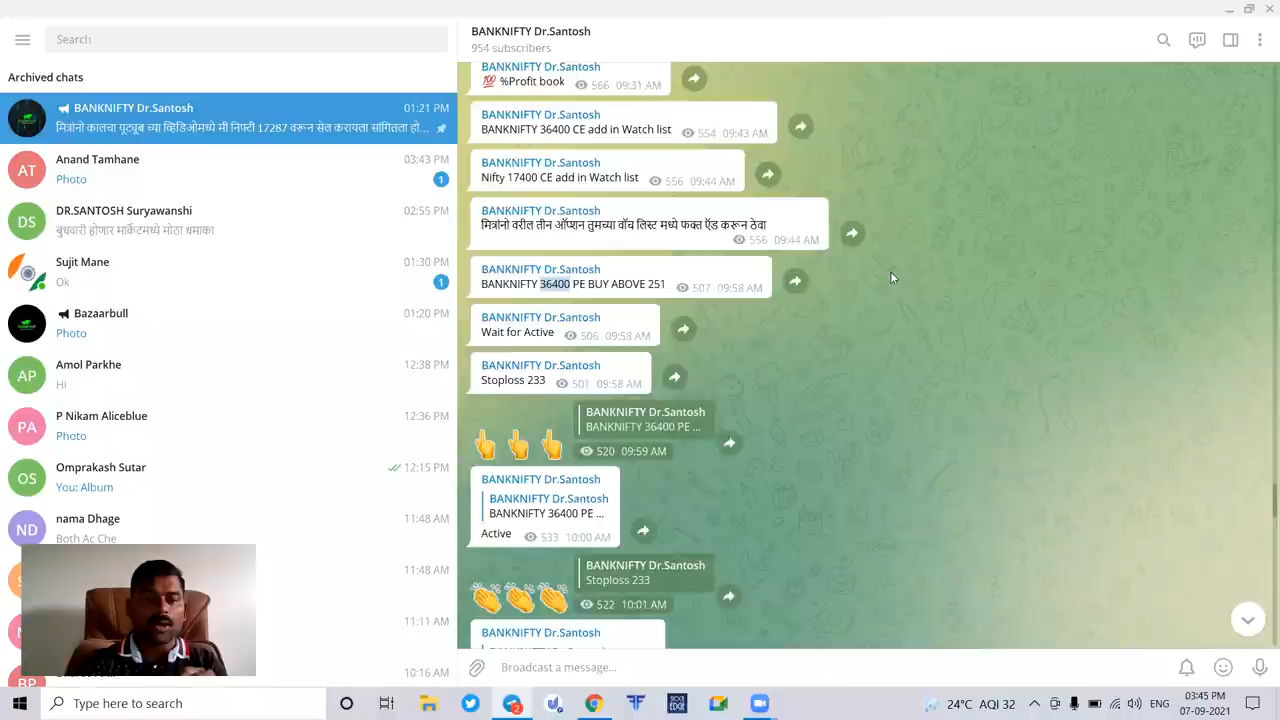 Search
Archived chats
BANKNIFTY Dr.Santosh
01:21 PM
मित्रांनो कालचा यूट्यूब च्या व्हिडिओमध्ये मी निफ्टी 17287 वरून सेल करायला सांगितला हो...
Anand Tamhane
03:43 PM
Photo
1
AT
DR.SANTOSH Suryawanshi
02:55 PM
बुधवारी होणार मार्केटमध्ये मोठा धमाका
DS
Sujit Mane
01:30 PM
Ok
1
Bazaarbull
01:20 PM
Photo
Amol Parkhe
12:38 PM
Hi
AP
P Nikam Aliceblue
12:36 PM
Photo
PA
Omprakash Sutar
12:15 PM
You: Album
OS
nama Dhage
11:48 AM
Both Ac Che
ND
11:48 AM
11:11 AM
10:16 AM
BANKNIFTY Dr.Santosh
954 subscribers
BANKNIFTY Dr.Santosh
💯 %Profit book 566 09:31 AM
BANKNIFTY Dr.Santosh
BANKNIFTY 36400 CE add in Watch list 554 09:43 AM
BANKNIFTY Dr.Santosh
Nifty 17400 CE add in Watch list 556 09:44 AM
BANKNIFTY Dr.Santosh
मित्रांनो वरील तीन ऑप्शन तुमच्या वॉच लिस्ट मध्ये फक्त ऍड करून ठेवा
556 09:44 AM
BANKNIFTY Dr.Santosh
BANKNIFTY 36400 PE BUY ABOVE 251 507 09:58 AM
BANKNIFTY Dr.Santosh
Wait for Active 506 09:58 AM
BANKNIFTY Dr.Santosh
Stoploss 233 501 09:58 AM
BANKNIFTY Dr.Santosh
BANKNIFTY 36400 PE ...
👆 👆 👆 520 09:59 AM
BANKNIFTY Dr.Santosh
BANKNIFTY Dr.Santosh
BANKNIFTY 36400 PE ...
Active 533 10:00 AM
BANKNIFTY Dr.Santosh
Stoploss 233
👏 👏 👏 522 10:01 AM
BANKNIFTY Dr.Santosh
Broadcast a message...
Type here to search
24°C AQI 32
ENG
03:45 PM
07-09-2021